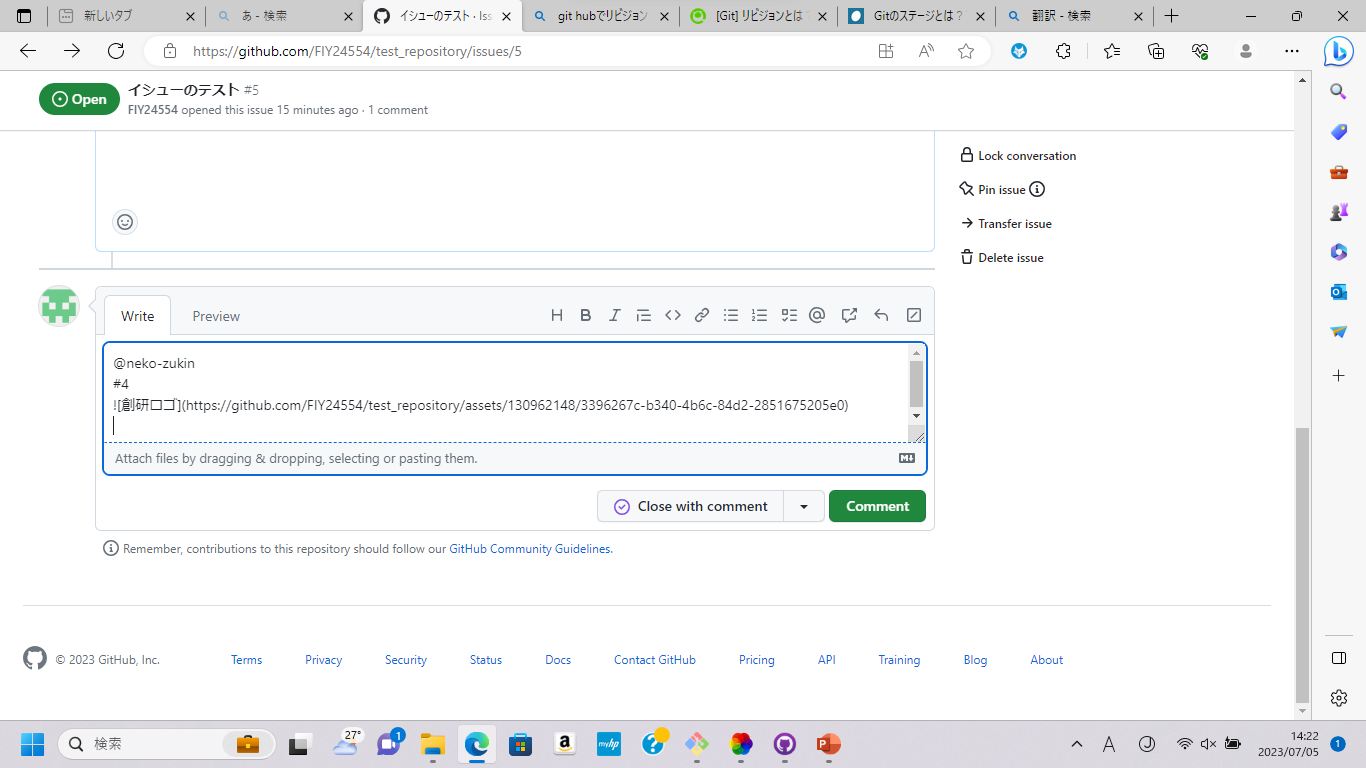 新しいタブ
あ - 検索
イシューのテスト · Iss
git hubでリビジョン
[Git] リビジョンとは
Gitのステージとは？
翻訳 - 検索
https://github.com/FIY24554/test_repository/issues/5
Open
イシューのテスト #5
FIY24554 opened this issue 15 minutes ago · 1 comment
Lock conversation
Pin issue
Transfer issue
Delete issue
Write
Preview
@neko-zukin
#4
![創研ロゴ](https://github.com/FIY24554/test_repository/assets/130962148/3396267c-b340-4b6c-84d2-2851675205e0)
Attach files by dragging & dropping, selecting or pasting them.
Close with comment
Comment
Remember, contributions to this repository should follow our GitHub Community Guidelines.
© 2023 GitHub, Inc.
Terms
Privacy
Security
Status
Docs
Contact GitHub
Pricing
API
Training
Blog
About
検索
27°
1
a
myhp
A
14:22
2023/07/05
1